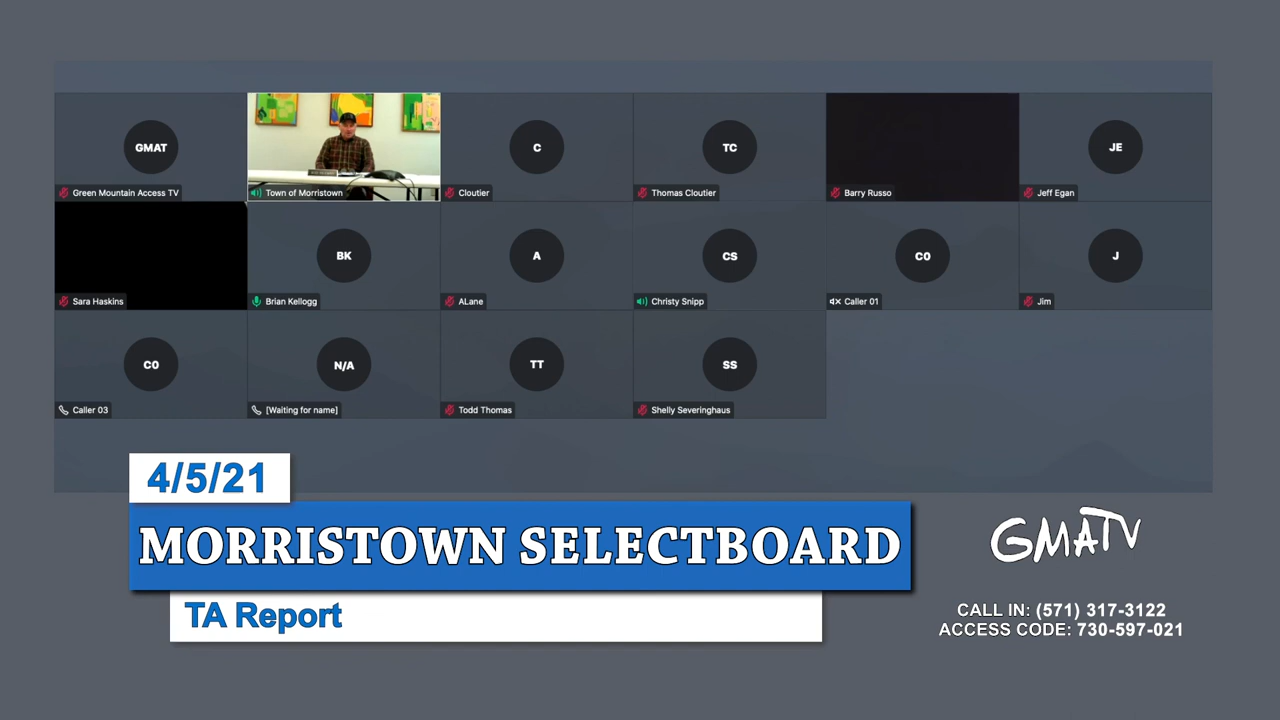 GMAT
Green Mountain Access TV
Town of Morristown
C
Cloutier
TC
Thomas Cloutier
Barry Russo
JE
Jeff Egan
Sara Haskins
BK
Brian Kellogg
A
ALane
CS
Christy Snipp
C0
Caller 01
J
Jim
C0
Caller 03
N/A
[Waiting for name]
TT
Todd Thomas
SS
Shelly Severinghaus
4/5/21
MORRISTOWN SELECTBOARD
TA Report
GMATV
CALL IN: (571) 317-3122
ACCESS CODE: 730-597-021